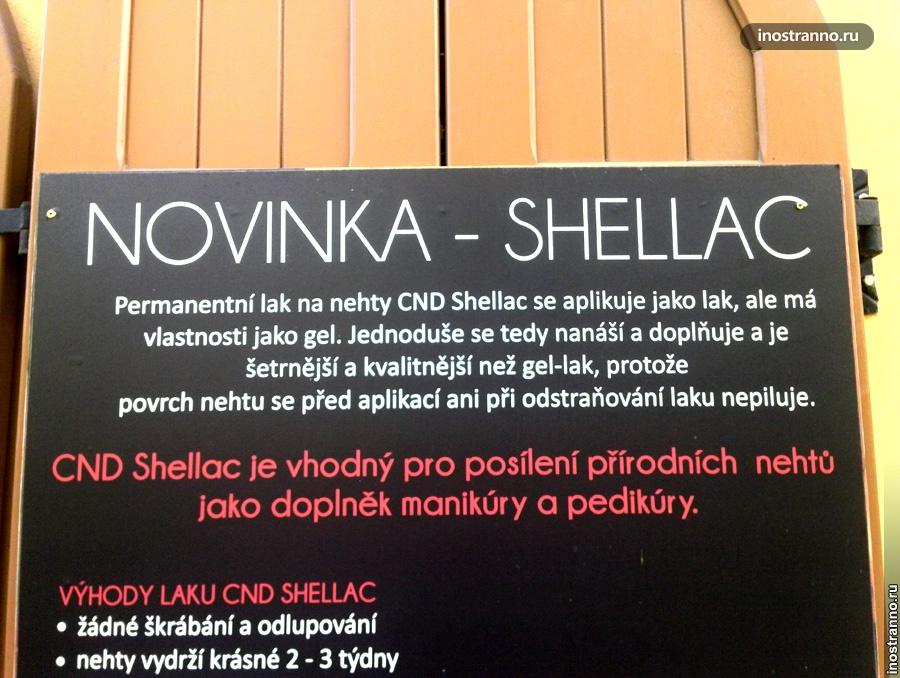 inostranno.ru
NOVINKA - SHELLAC
Permanentní lak na nehty CND Shellac se aplikuje jako lak, ale má
vlastnosti jako gel. Jednoduše se tedy nanáší a doplňuje a je
šetrnější a kvalitnější než gel-lak, protože
povrch nehtu se před aplikací ani při odstraňování laku nepiluje.
CND Shellac je vhodný pro posílení přírodních nehtů
jako doplněk manikúry a pedikúry.
VÝHODY LAKU CND SHELLAC
• žádné škrábání a odlupování
• nehty vydrží krásné 2 - 3 týdny
inostranno.ru